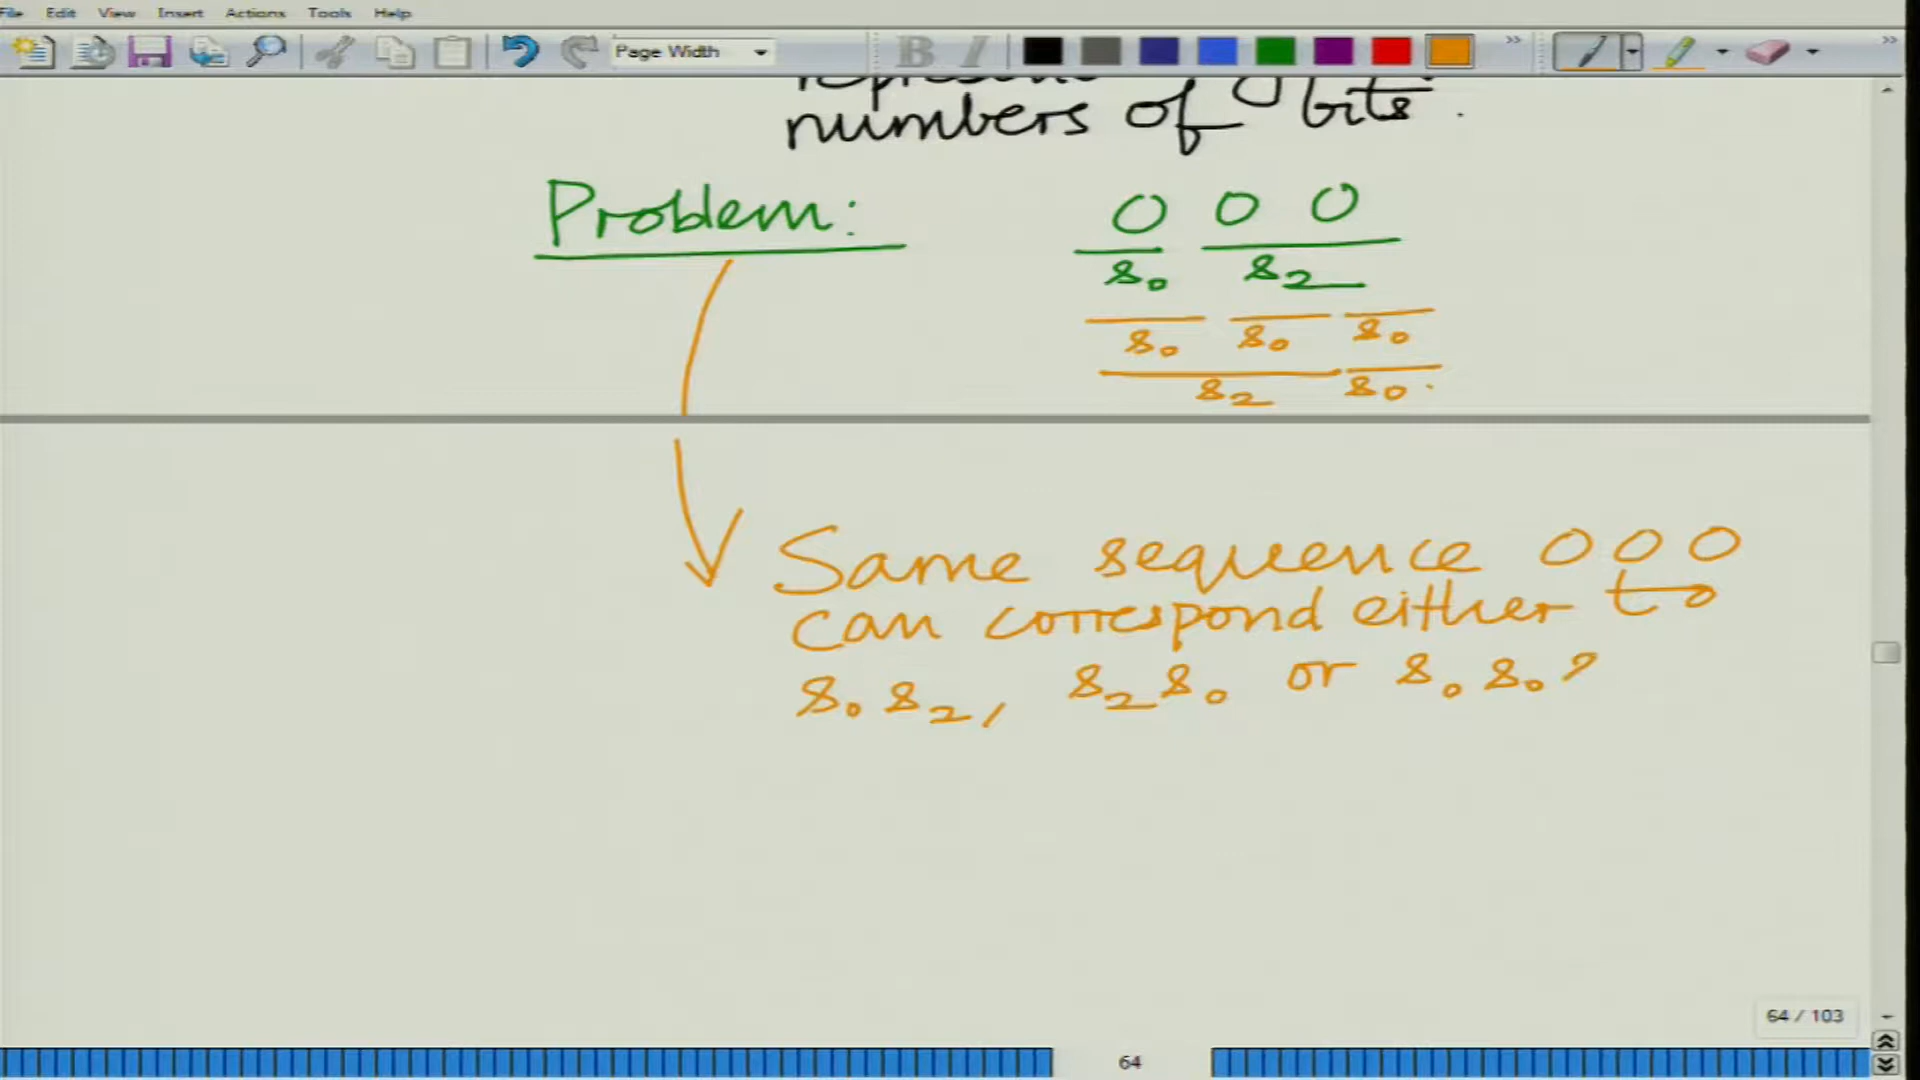 File Edit View Insert Actions Tools Help
Page Width
B I
numbers of bits.
Problem: 0 0 0
s₀ s₂
s₀ s₀ s₀
s₂ s₀.
Same sequence 000
can correspond either to
s₀s₂, s₂s₀ or s₀s₀
64 / 103
64